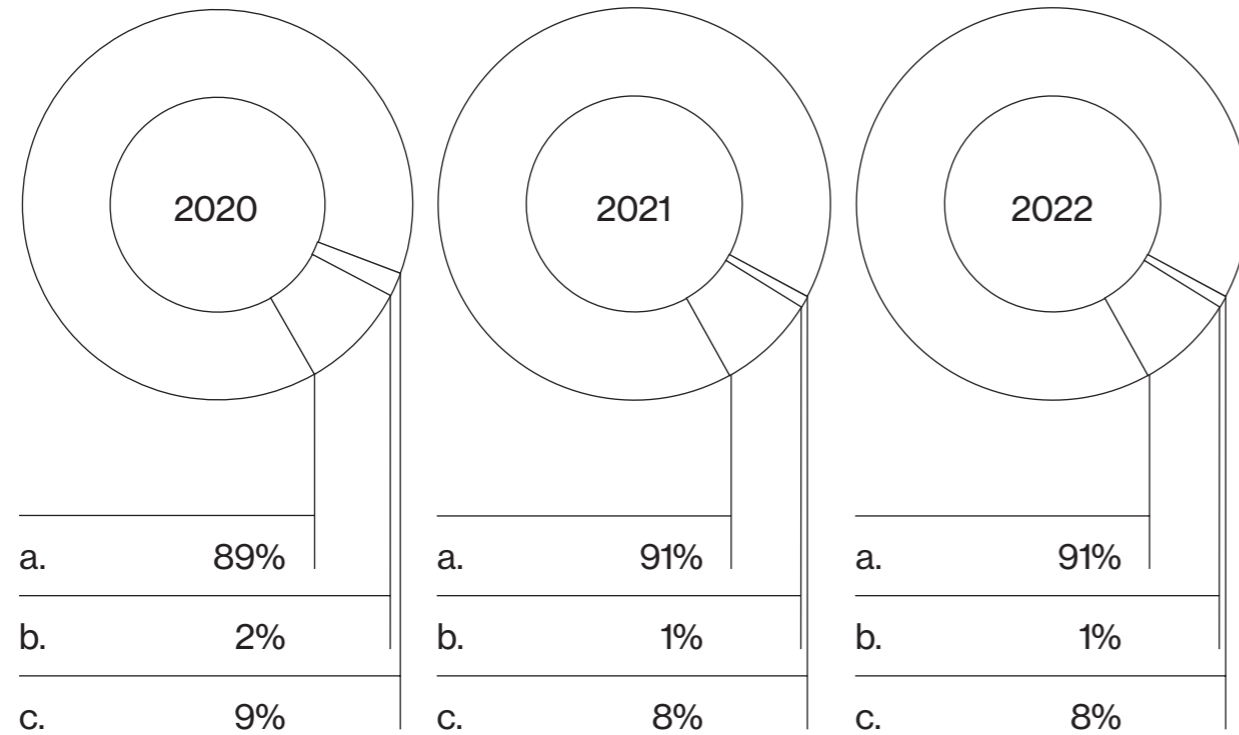 2020 2021 2022
a. 89% a. 91% a. 91%
b. 2% b. 1% b. 1%
c. 9% c. 8% c. 8%